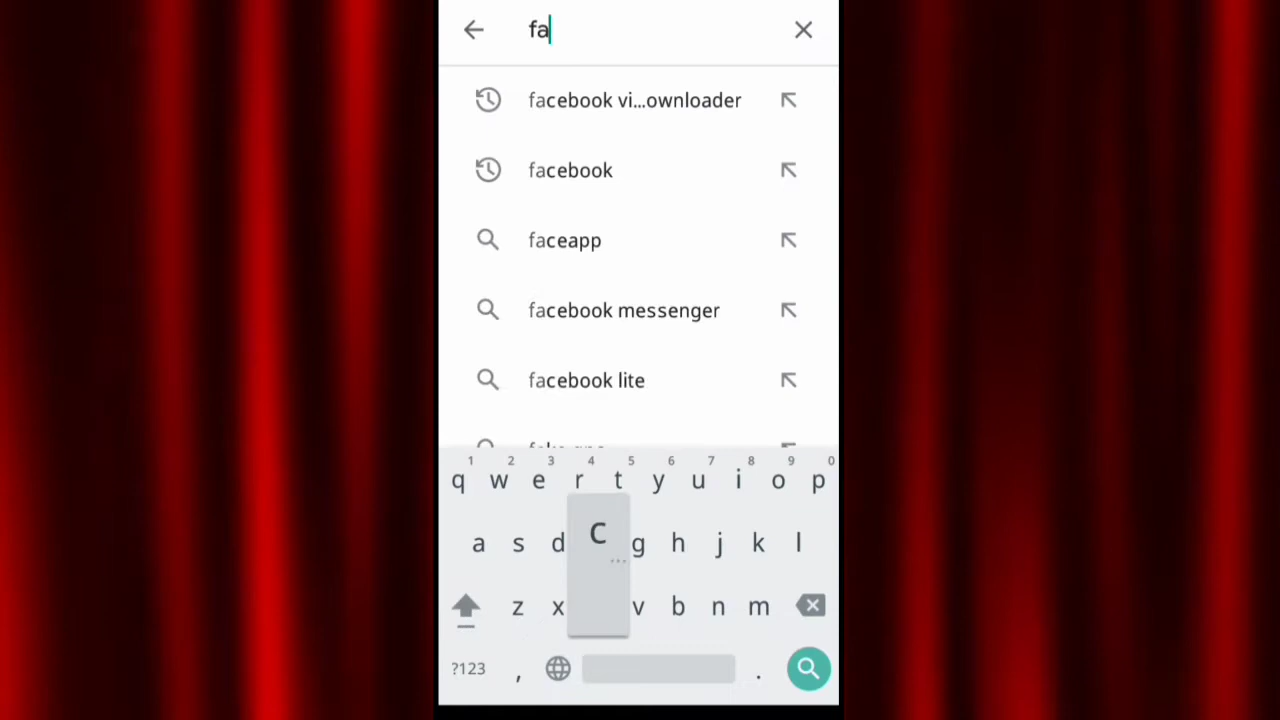 fa
facebook vi...ownloader
facebook
faceapp
facebook messenger
facebook lite
1 2 3 4 5 6 7 8 9 0
q w e r t y u i o p
a s d c g h j k l
...
z x v b n m
?123 , .